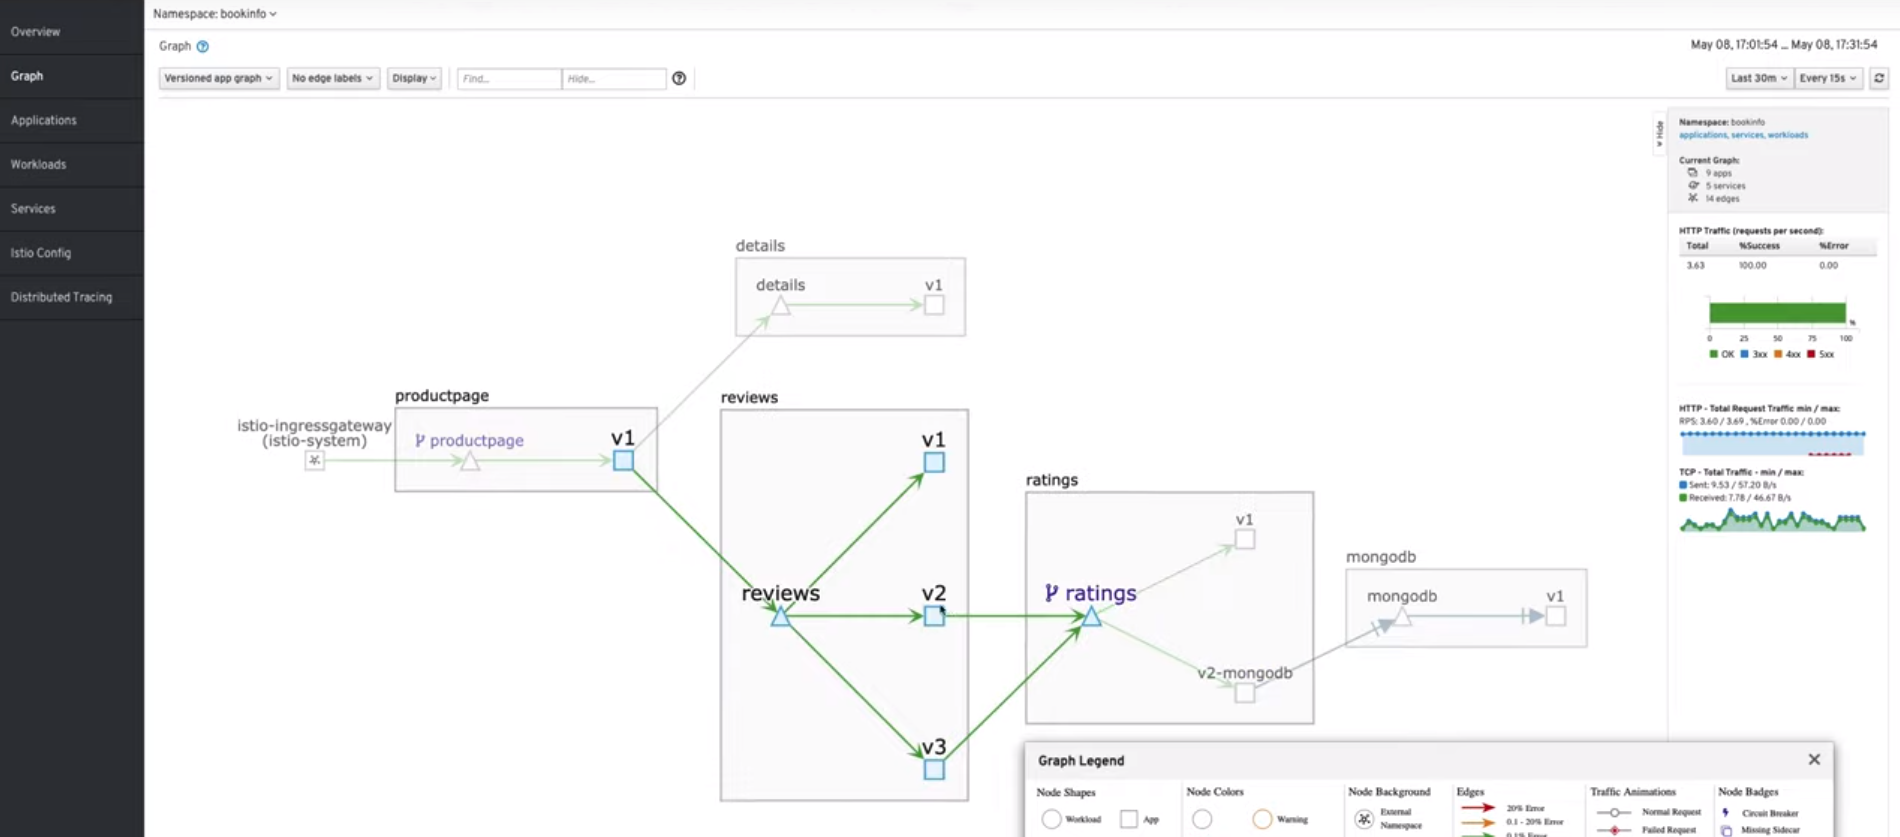 Namespace: bookinfo
Overview
Graph
Applications
Workloads
Services
Istio Config
Distributed Tracing
Graph
May 08, 17:01:54 ... May 08, 17:31:54
Versioned app graph
No edge labels
Display
Find...
Hide...
Last 30m
Every 15s
Hide
Namespace: bookinfo
applications, services, workloads
Current Graph:
9 apps
5 services
14 edges
HTTP Traffic (requests per second):
Total %Success %Error
3.63 100.00 0.00
%
0 25 50 75 100
OK 3xx 4xx 5xx
HTTP - Total Request Traffic min / max:
RPS: 3.60 / 3.69 , %Error 0.00 / 0.00
TCP - Total Traffic - min / max:
Sent: 9.53 / 57.20 B/s
Received: 7.78 / 46.67 B/s
details
details
v1
productpage
istio-ingressgateway
(istio-system)
productpage
v1
reviews
v1
reviews
v2
v3
ratings
v1
ratings
v2-mongodb
mongodb
mongodb
v1
Graph Legend
Node Shapes
Workload
App
Node Colors
Warning
Node Background
External
Namespace
Edges
20% Error
0.1 - 20% Error
Traffic Animations
Normal Request
Failed Request
Node Badges
Circuit Breaker
Missing Sidecar